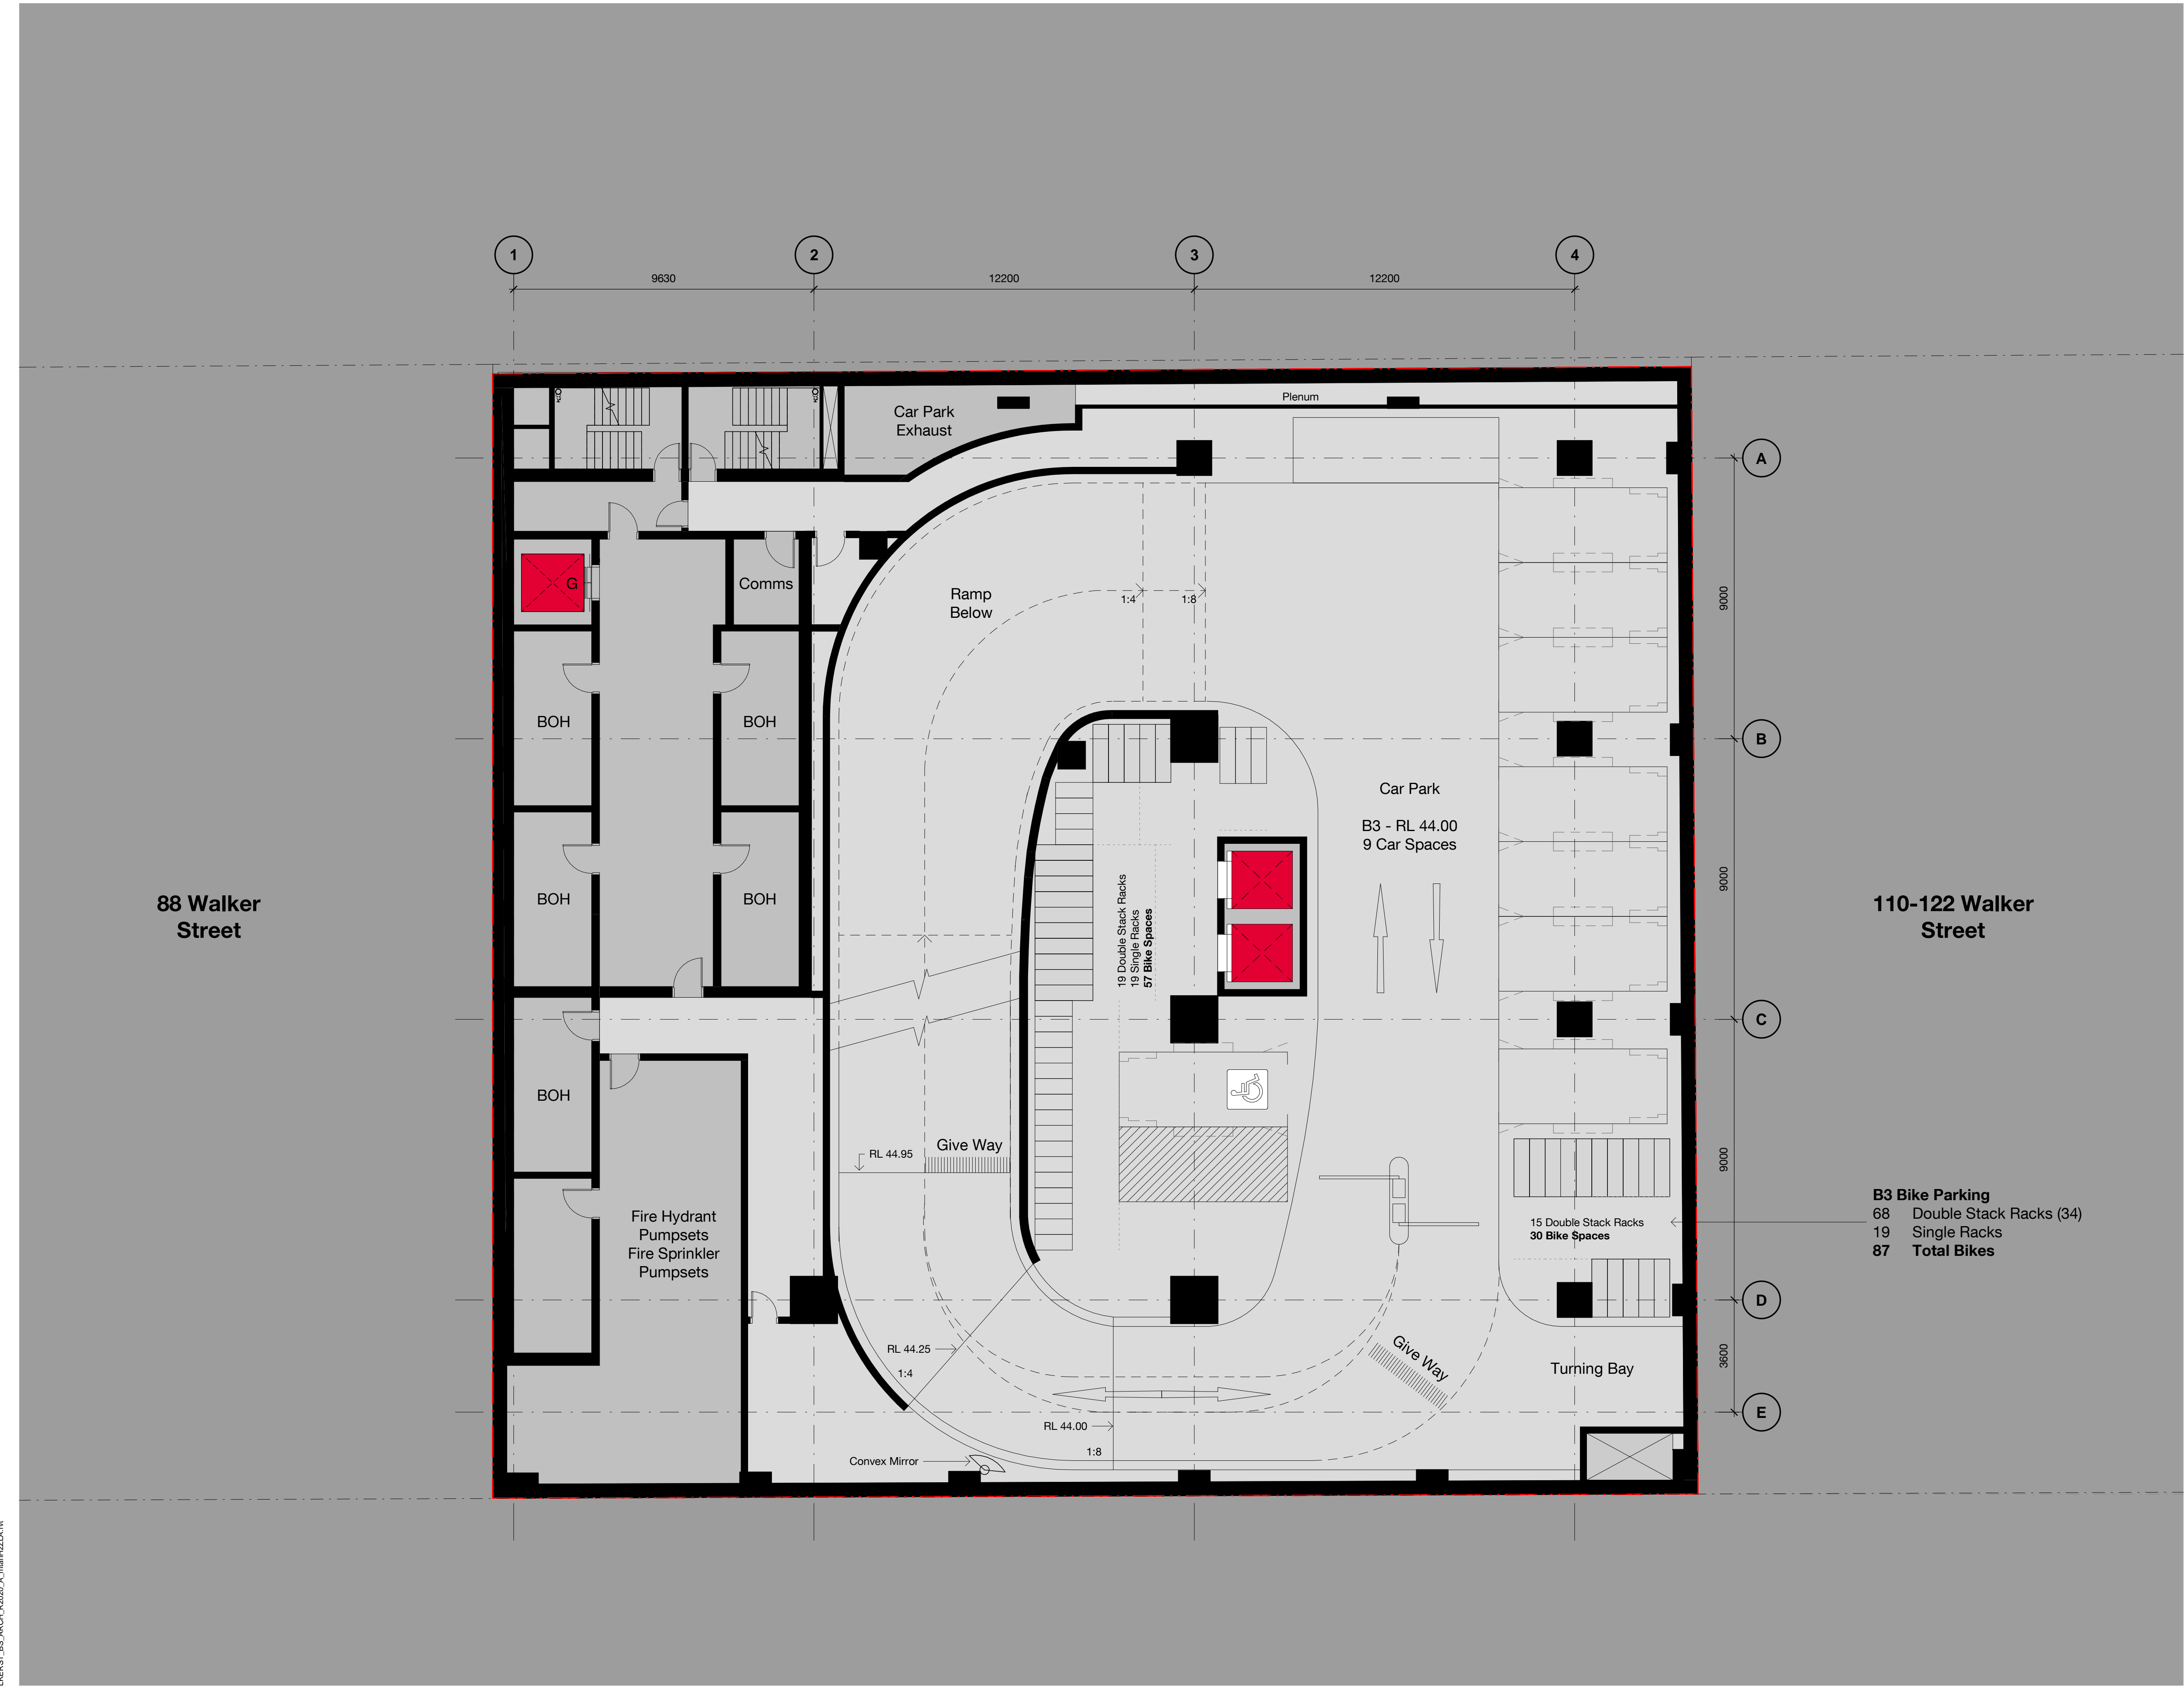 1
2
3
4
9630
12200
12200
Plenum
Car Park
Exhaust
A
G
Comms
Ramp
Below
1:4
1:8
9000
BOH
BOH
B
Car Park
B3 - RL 44.00
9 Car Spaces
9000
88 Walker
Street
BOH
BOH
19 Double Stack Racks
19 Single Racks
57 Bike Spaces
110-122 Walker
Street
C
BOH
Give Way
RL 44.95
9000
B3 Bike Parking
68 Double Stack Racks (34)
19 Single Racks
87 Total Bikes
15 Double Stack Racks
30 Bike Spaces
Fire Hydrant
Pumpsets
Fire Sprinkler
Pumpsets
D
RL 44.25
1:4
Give Way
Turning Bay
3600
E
RL 44.00
1:8
Convex Mirror